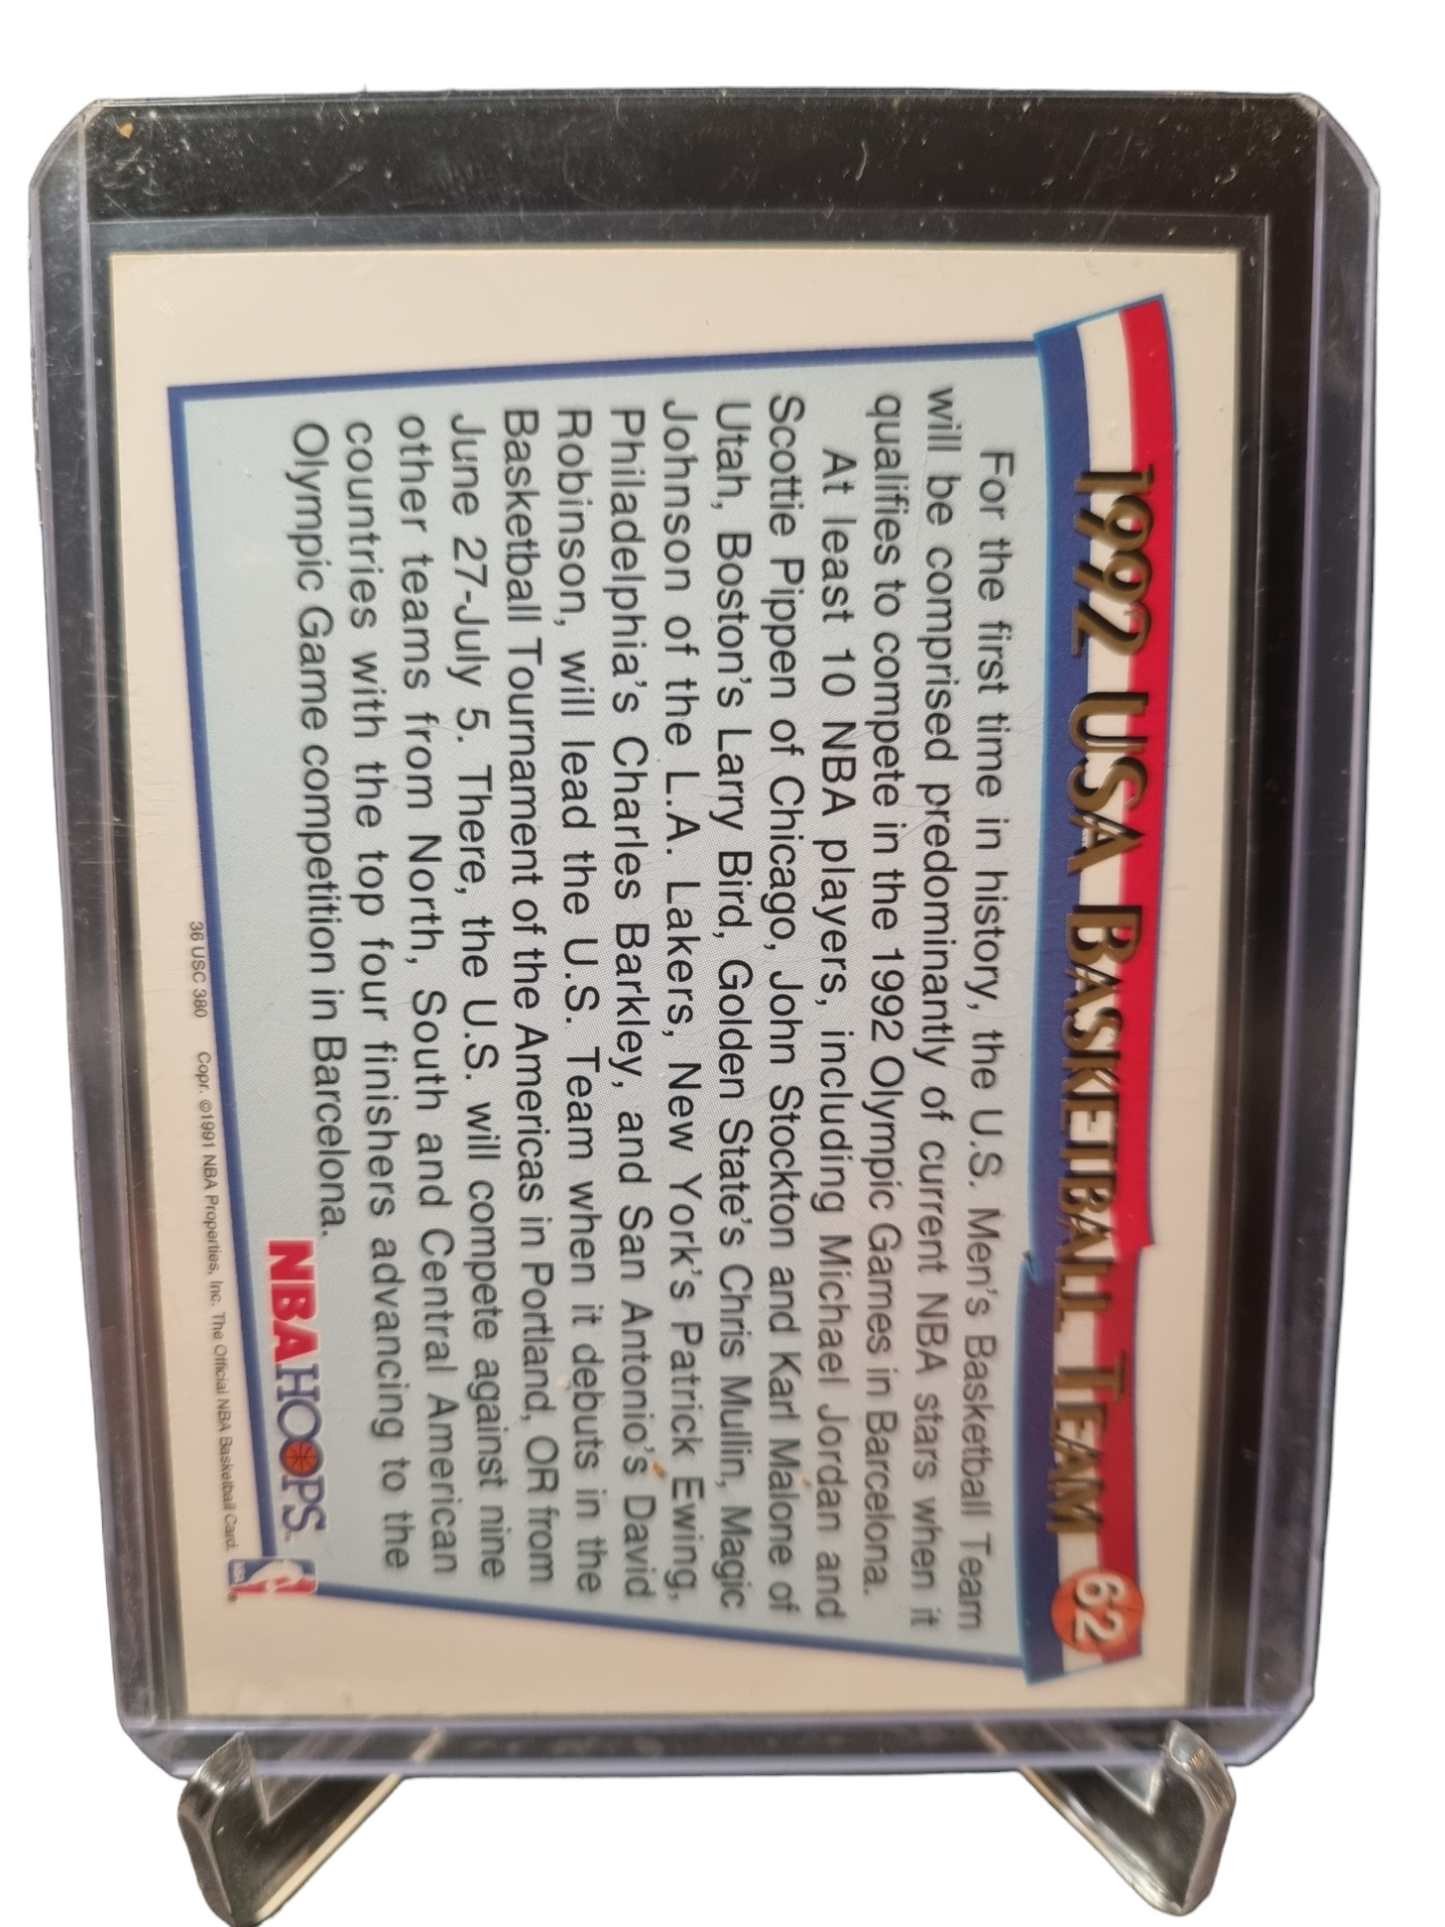 1992 USA BASKETBALL TEAM 62
For the first time in history, the U.S. Men's Basketball Team
will be comprised predominantly of current NBA stars when it
qualifies to compete in the 1992 Olympic Games in Barcelona.
At least 10 NBA players, including Michael Jordan and
Scottie Pippen of Chicago, John Stockton and Karl Malone of
Utah, Boston's Larry Bird, Golden State's Chris Mullin, Magic
Johnson of the L.A. Lakers, New York's Patrick Ewing,
Philadelphia's Charles Barkley, and San Antonio's David
Robinson, will lead the U.S. Team when it debuts in the
Basketball Tournament of the Americas in Portland, OR from
June 27-July 5. There, the U.S. will compete against nine
other teams from North, South and Central American
countries with the top four finishers advancing to the
Olympic Game competition in Barcelona.
NBA HOOPS™
36 USC 380 Copr. ©1991 NBA Properties, Inc. The Official NBA Basketball Card.